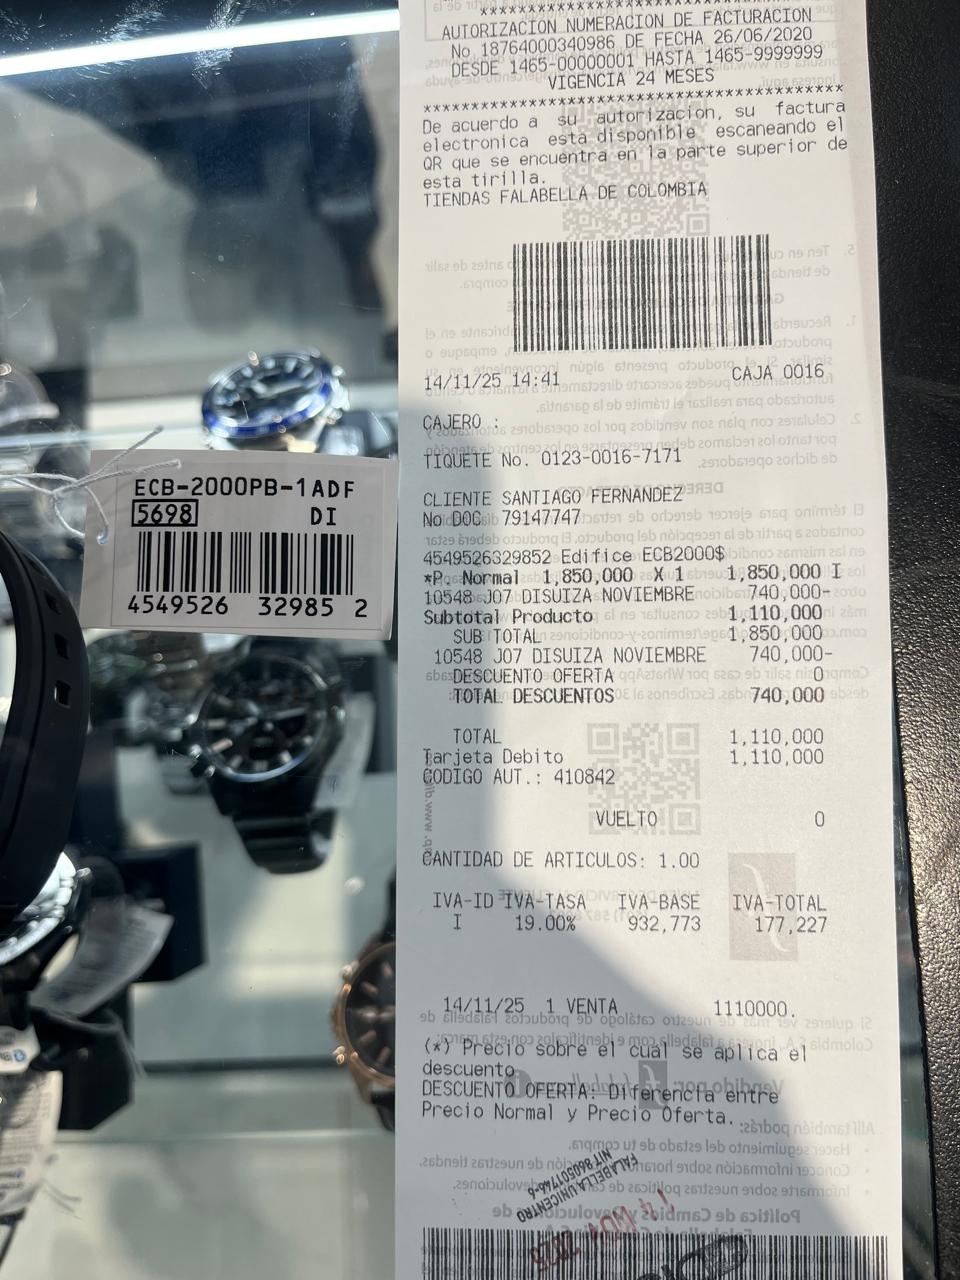 AUTORIZACION NUMERACION DE FACTURACION
No 18764000340986 DE FECHA 26/06/2020
DESDE 1465-00000001 HASTA 1465-9999999
VIGENCIA 24 MESES
****************************************
De acuerdo a su autorizacion, su factura
electronica esta disponible escaneando el
QR que se encuentra en la parte superior de
esta tirilla.
TIENDAS FALABELLA DE COLOMBIA
14/11/25 14:41 CAJA 0016
CAJERO :
TIQUETE No. 0123-0016-7171
CLIENTE SANTIAGO FERNANDEZ
No DOC 79147747
4549526329852 Edifice ECB2000$
*P. Normal 1,850,000 X 1 1,850,000 I
10548 J07 DISUIZA NOVIEMBRE 740,000-
Subtotal Producto 1,110,000
SUB TOTAL 1,850,000
10548 J07 DISUIZA NOVIEMBRE 740,000-
DESCUENTO OFERTA 0
TOTAL DESCUENTOS 740,000
TOTAL 1,110,000
Tarjeta Debito 1,110,000
CODIGO AUT.: 410842
VUELTO 0
CANTIDAD DE ARTICULOS: 1.00
IVA-ID IVA-TASA IVA-BASE IVA-TOTAL
I 19.00% 932,773 177,227
14/11/25 1 VENTA 1110000.
(*) Precio sobre el cual se aplica el
descuento
DESCUENTO OFERTA: Diferencia entre
Precio Normal y Precio Oferta.
FALABELLA UNICENTRO
NIT 860501746-6
ECB-2000PB-1ADF
5698 DI
4549526 32985 2